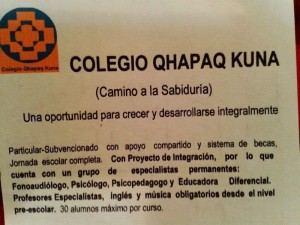 Colegio Qhapaq Kuna
COLEGIO QHAPAQ KUNA
(Camino a la Sabiduría)
Una oportunidad para crecer y desarrollarse integralmente
Particular-Subvencionado con apoyo compartido y sistema de becas,
Jornada escolar completa. Con Proyecto de Integración, por lo que
cuenta con un grupo de especialistas permanentes:
Fonoaudiólogo, Psicólogo, Psicopedagogo y Educadora Diferencial.
Profesores Especialistas, inglés y música obligatorios desde el nivel
pre-escolar. 30 alumnos máximo por curso.